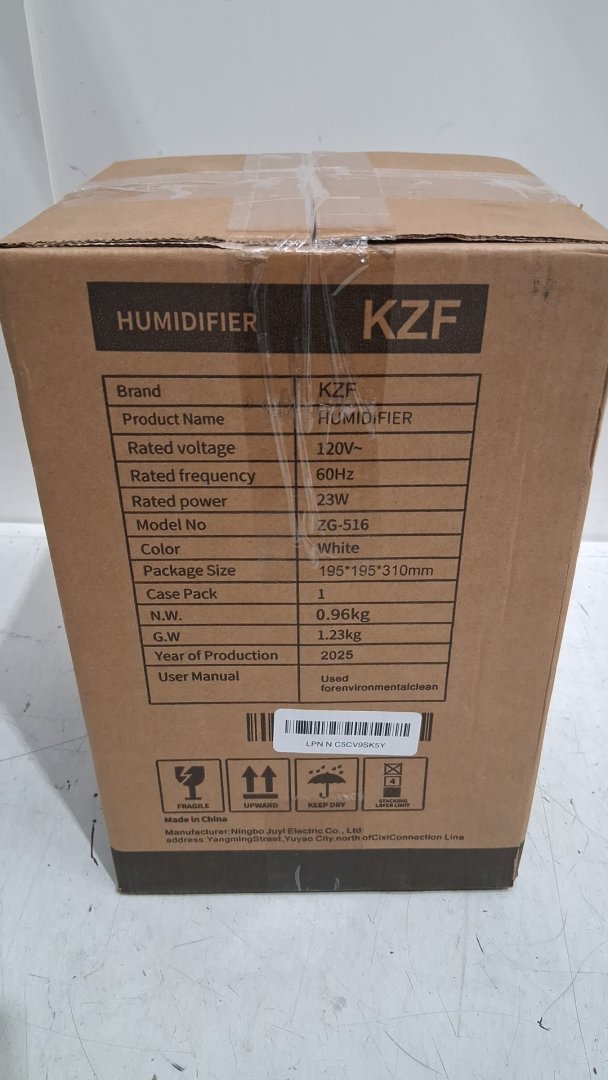 HUMIDIFIER KZF
Brand KZF
Product Name HUMIDIFIER
Rated voltage 120V~
Rated frequency 60Hz
Rated power 23W
Model No ZG-516
Color White
Package Size 195*195*310mm
Case Pack 1
N.W. 0.96kg
G.W 1.23kg
Year of Production 2025
User Manual Used
forenvironmentalclean
LPN N C5CV9SK5Y
4
FRAGILE UPWARD KEEP DRY STACKING
LAYER LIMIT
Made in China
Manufacturer:Ningbo Juyi Electric Co., Ltd.
address YangmingStreet,Yuyao City.north ofCixiConnection Line